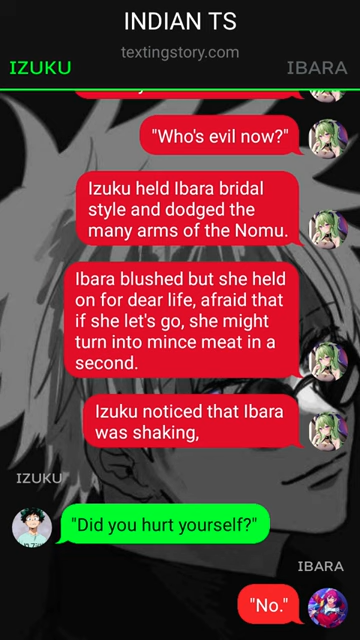 INDIAN TS
textingstory.com
IZUKU
IBARA
"Who's evil now?"
Izuku held Ibara bridal
style and dodged the
many arms of the Nomu.
Ibara blushed but she held
on for dear life, afraid that
if she let's go, she might
turn into mince meat in a
second.
Izuku noticed that Ibara
was shaking,
IZUKU
"Did you hurt yourself?"
IBARA
"No."